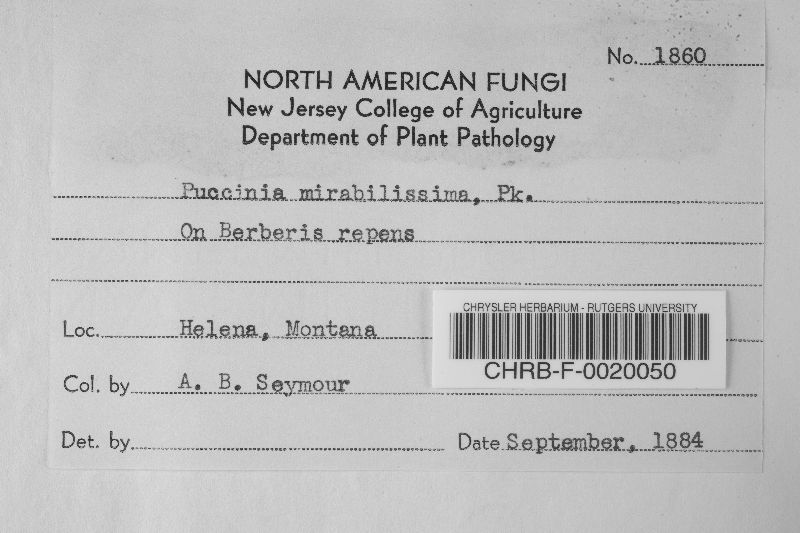 No. 1860
NORTH AMERICAN FUNGI
New Jersey College of Agriculture
Department of Plant Pathology
Puccinia mirabilissima, Pk.
On Berberis repens
Loc. Helena, Montana
CHRYSLER HERBARIUM - RUTGERS UNIVERSITY
CHRB-F-0020050
Col. by A. B. Seymour
Det. by
Date September, 1884